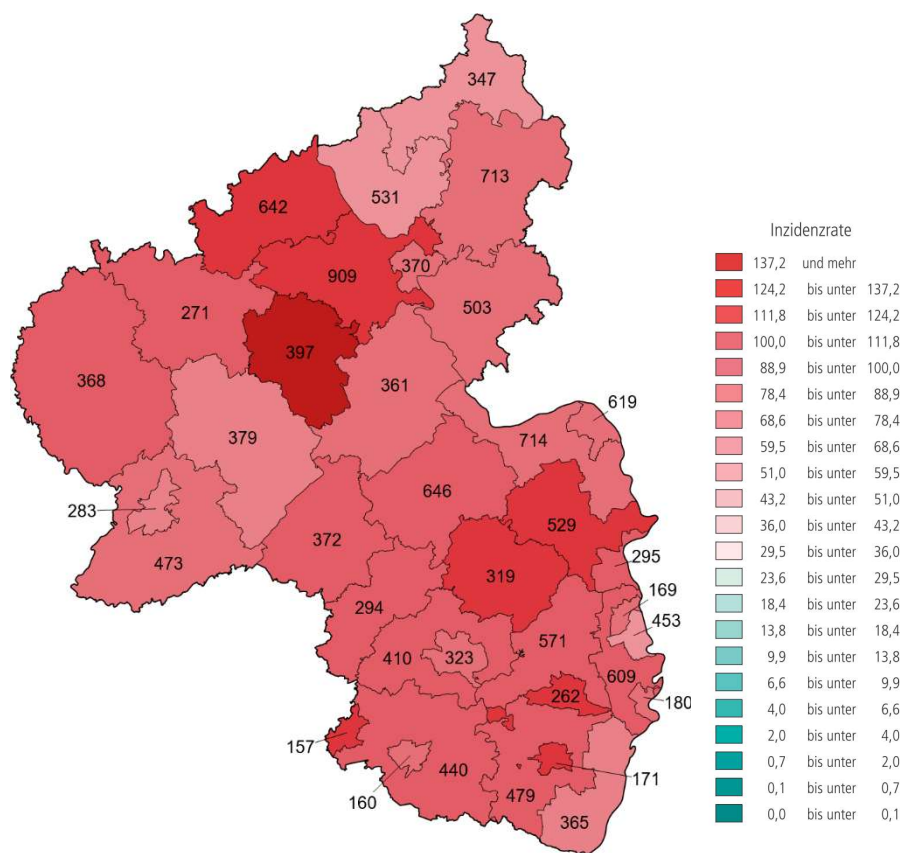 347
713
531
642
909
370
271
503
397
368
361
379
619
714
646
283
529
372
473
295
319
169
294
453
571
410
323
609
262
180
157
440
160
171
479
365
Inzidenzrate
137,2 und mehr
124,2 bis unter 137,2
111,8 bis unter 124,2
100,0 bis unter 111,8
88,9 bis unter 100,0
78,4 bis unter 88,9
68,6 bis unter 78,4
59,5 bis unter 68,6
51,0 bis unter 59,5
43,2 bis unter 51,0
36,0 bis unter 43,2
29,5 bis unter 36,0
23,6 bis unter 29,5
18,4 bis unter 23,6
13,8 bis unter 18,4
9,9 bis unter 13,8
6,6 bis unter 9,9
4,0 bis unter 6,6
2,0 bis unter 4,0
0,7 bis unter 2,0
0,1 bis unter 0,7
0,0 bis unter 0,1